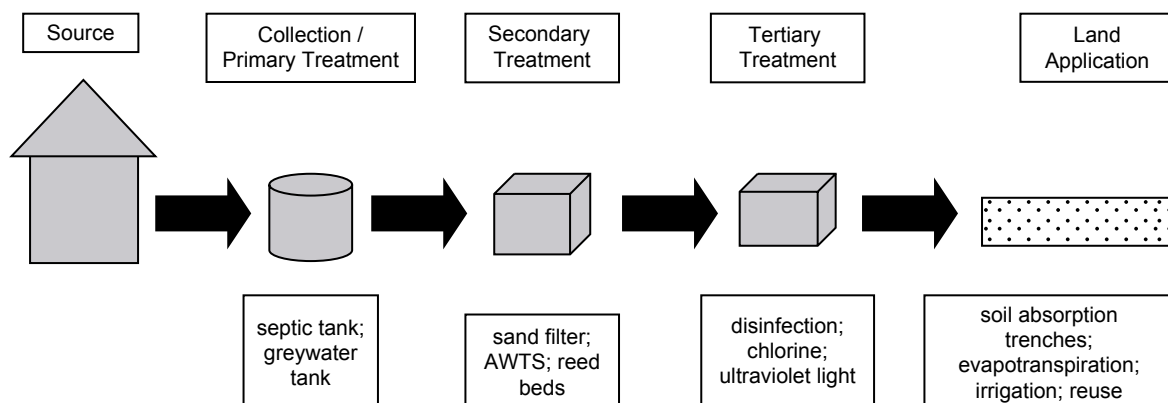 Source
Collection /
Primary Treatment
Secondary
Treatment
Tertiary
Treatment
Land
Application
septic tank;
greywater
tank
sand filter;
AWTS; reed
beds
disinfection;
chlorine;
ultraviolet light
soil absorption
trenches;
evapotranspiration;
irrigation; reuse